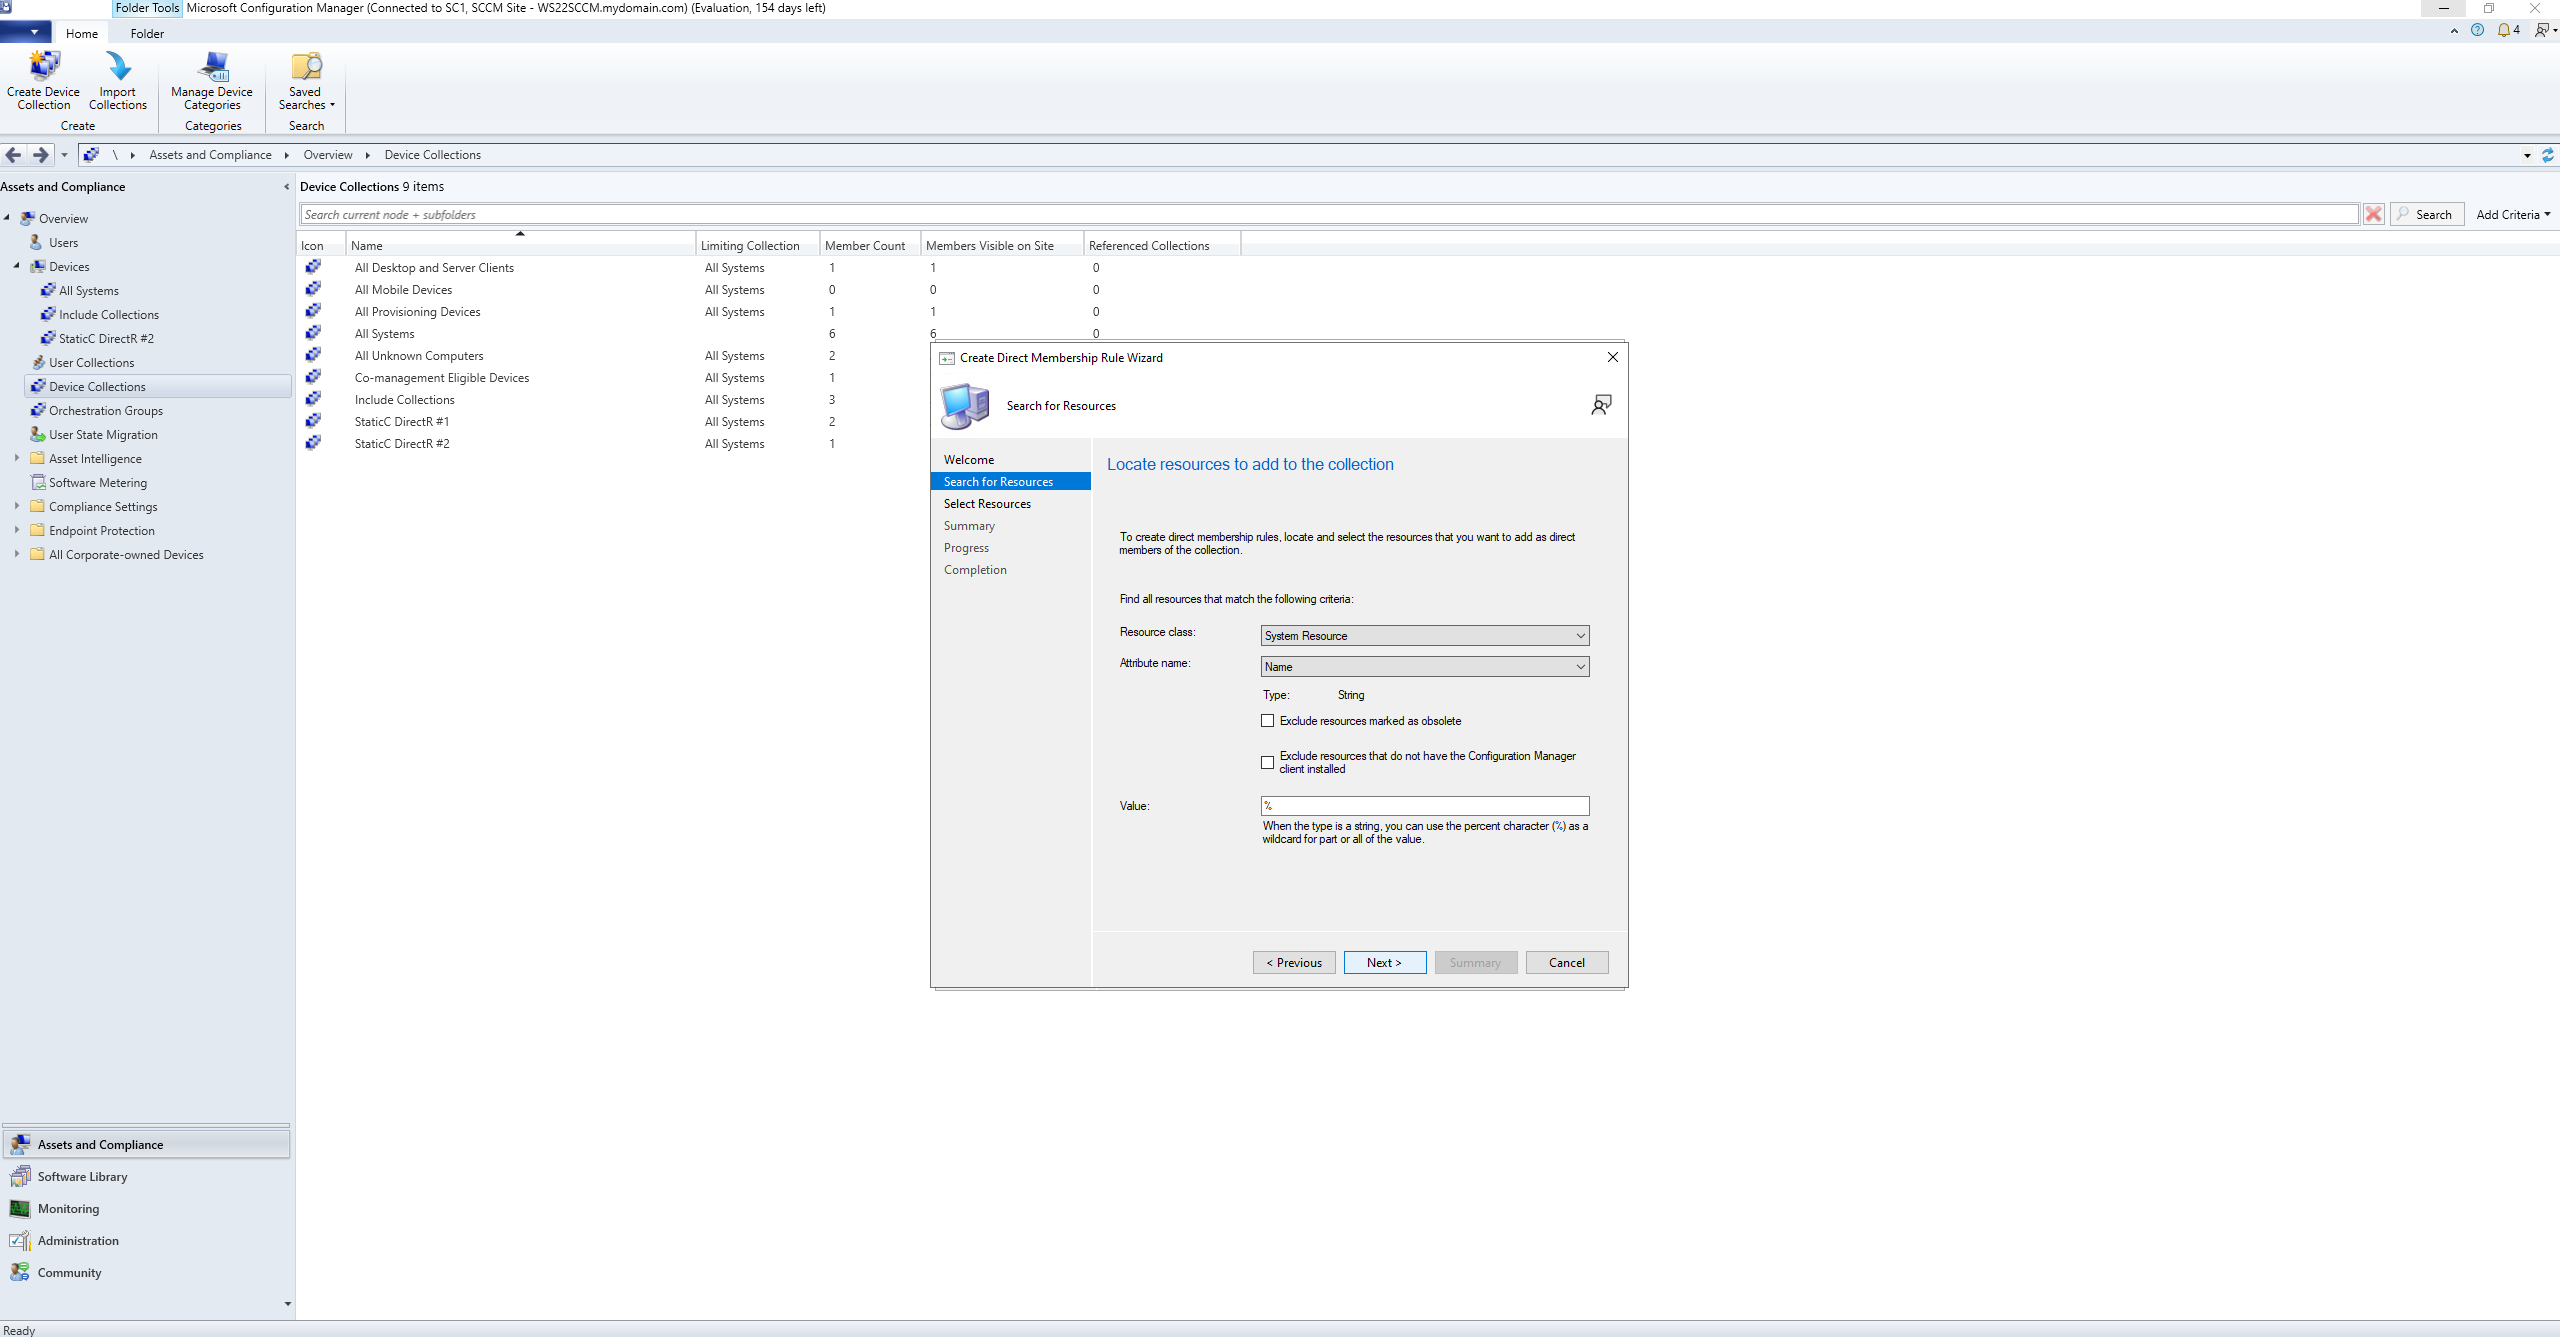 Folder Tools Microsoft Configuration Manager (Connected to SC1, SCCM Site - WS22SCCM.mydomain.com) (Evaluation, 154 days left)
Home Folder
4
Create Device Collection
Import Collections
Manage Device Categories
Saved Searches
Create Categories Search
\ Assets and Compliance Overview Device Collections
Assets and Compliance
Overview
Users
Devices
All Systems
Include Collections
StaticC DirectR #2
User Collections
Device Collections
Orchestration Groups
User State Migration
Asset Intelligence
Software Metering
Compliance Settings
Endpoint Protection
All Corporate-owned Devices
Assets and Compliance
Software Library
Monitoring
Administration
Community
Device Collections 9 items
Search current node + subfolders Search Add Criteria
Icon Name Limiting Collection Member Count Members Visible on Site Referenced Collections
All Desktop and Server Clients All Systems 1 1 0
All Mobile Devices All Systems 0 0 0
All Provisioning Devices All Systems 1 1 0
All Systems 6 6 0
All Unknown Computers All Systems 2
Co-management Eligible Devices All Systems 1
Include Collections All Systems 3
StaticC DirectR #1 All Systems 2
StaticC DirectR #2 All Systems 1
Create Direct Membership Rule Wizard
Search for Resources
Welcome
Search for Resources
Select Resources
Summary
Progress
Completion
Locate resources to add to the collection
To create direct membership rules, locate and select the resources that you want to add as direct
members of the collection.
Find all resources that match the following criteria:
Resource class: System Resource
Attribute name: Name
Type: String
Exclude resources marked as obsolete
Exclude resources that do not have the Configuration Manager
client installed
Value: %
When the type is a string, you can use the percent character (%) as a
wildcard for part or all of the value.
< Previous Next > Summary Cancel
Ready